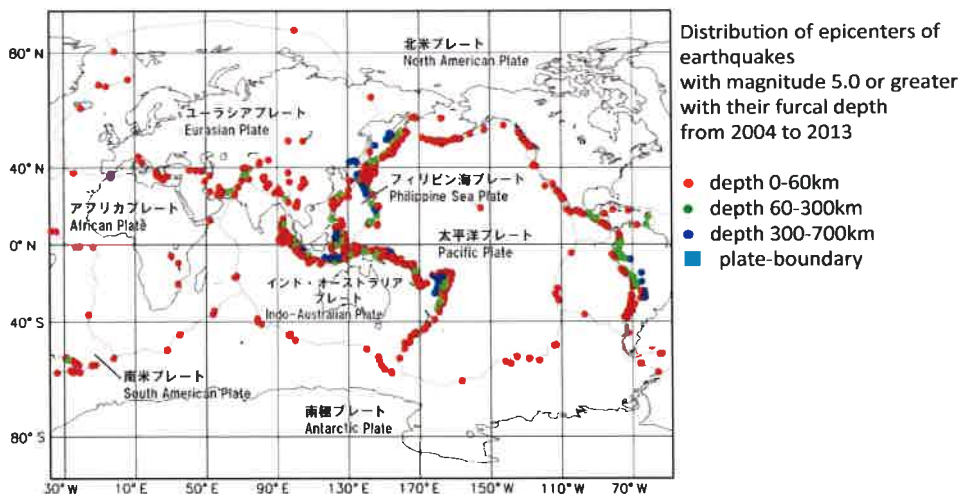 Distribution of epicenters of
earthquakes
with magnitude 5.0 or greater
with their furcal depth
from 2004 to 2013
depth 0-60km
depth 60-300km
depth 300-700km
plate-boundary
80° N
40° N
0° N
40° S
80° S
北米プレート
North American Plate
ユーラシアプレート
Eurasian Plate
フィリピン海プレート
Philippine Sea Plate
アフリカプレート
African Plate
太平洋プレート
Pacific Plate
インド・オーストラリア
プレート
Indo-Australian Plate
南米プレート
South American Plate
南極プレート
Antarctic Plate
30° W
10° E
50° E
90° E
130° E
170° E
110° W
70° W